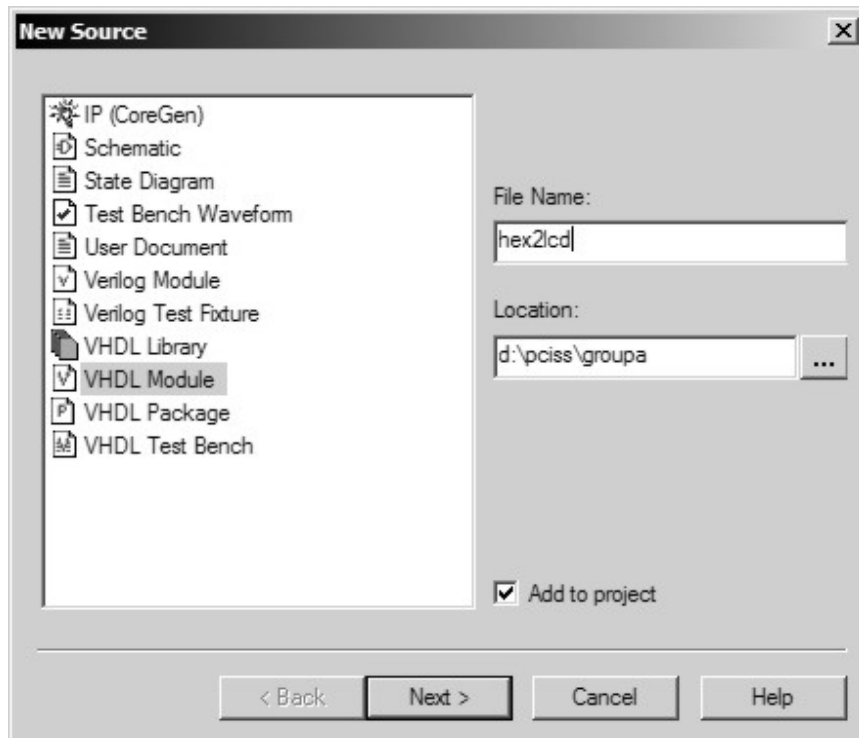 New Source
IP (CoreGen)
Schematic
State Diagram
Test Bench Waveform
User Document
Verilog Module
Verilog Test Fixture
VHDL Library
VHDL Module
VHDL Package
VHDL Test Bench
File Name:
hex2lcd
Location:
d:\pciss\groupa
...
Add to project
< Back
Next >
Cancel
Help